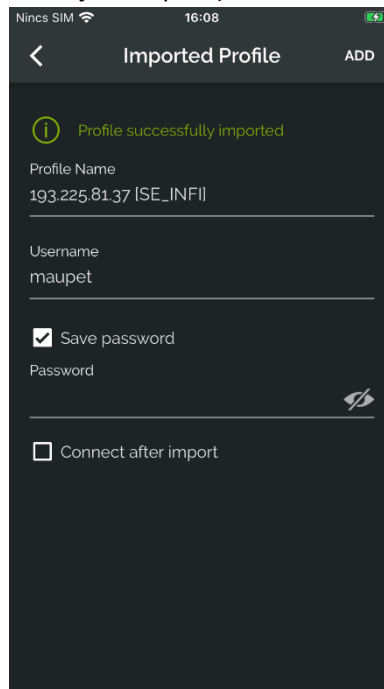 Nincs SIM 16:08
Imported Profile ADD
Profile successfully imported
Profile Name
193.225.81.37 [SE_INFI]
Username
maupet
Save password
Password
Connect after import